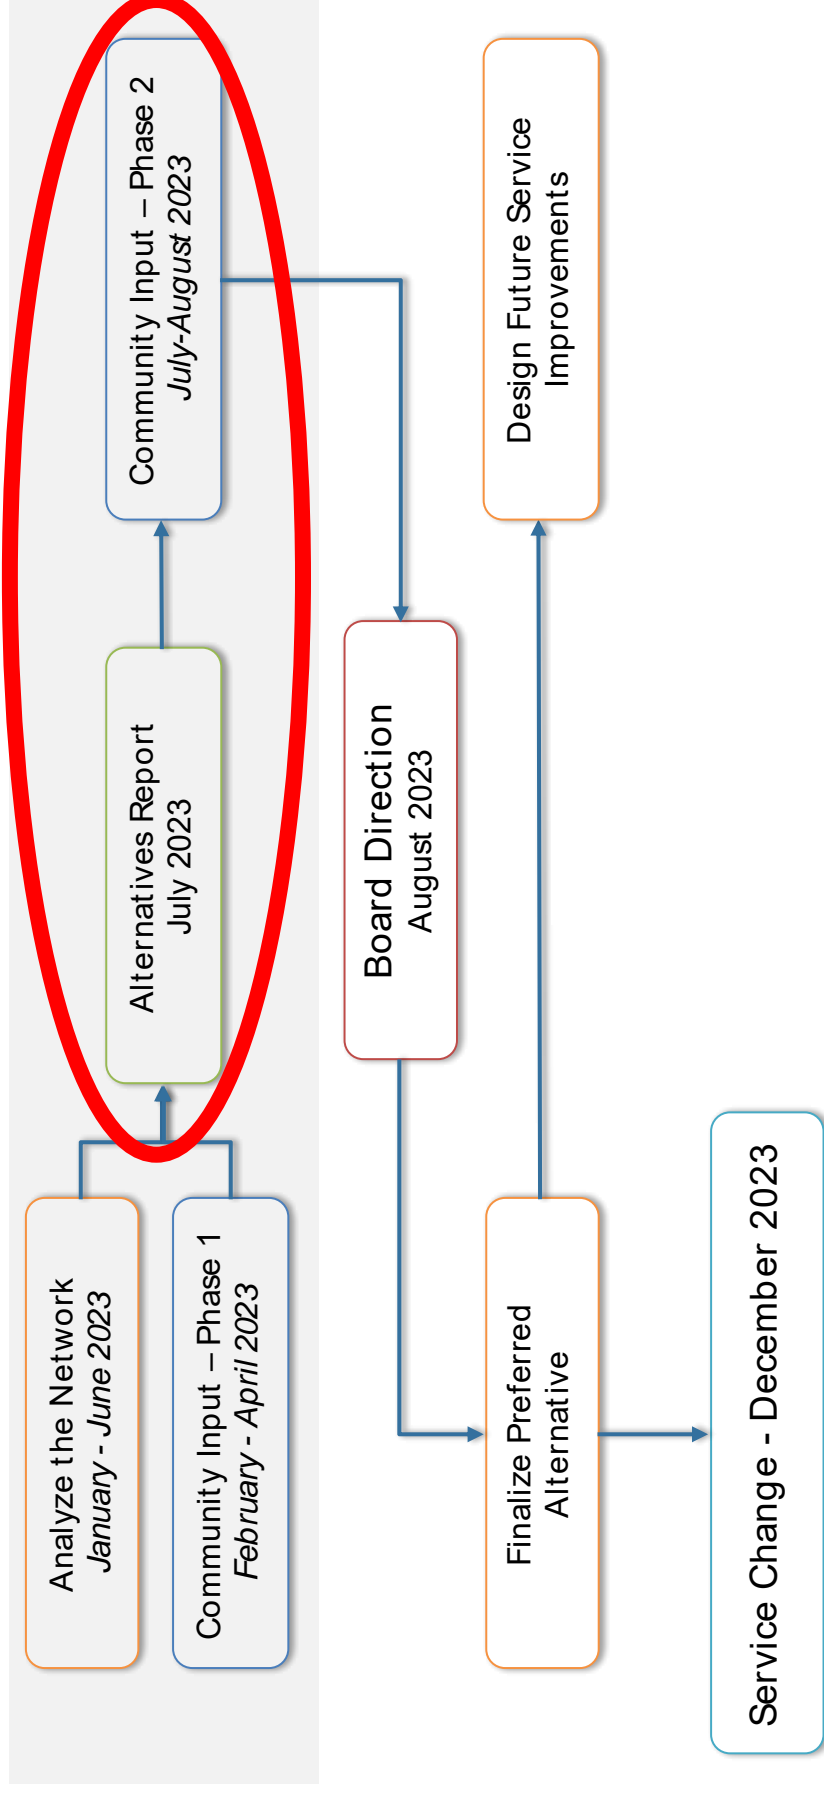 Analyze the Network
January - June 2023
Community Input – Phase 1
February - April 2023
Alternatives Report
July 2023
Community Input – Phase 2
July-August 2023
Board Direction
August 2023
Finalize Preferred
Alternative
Design Future Service
Improvements
Service Change - December 2023